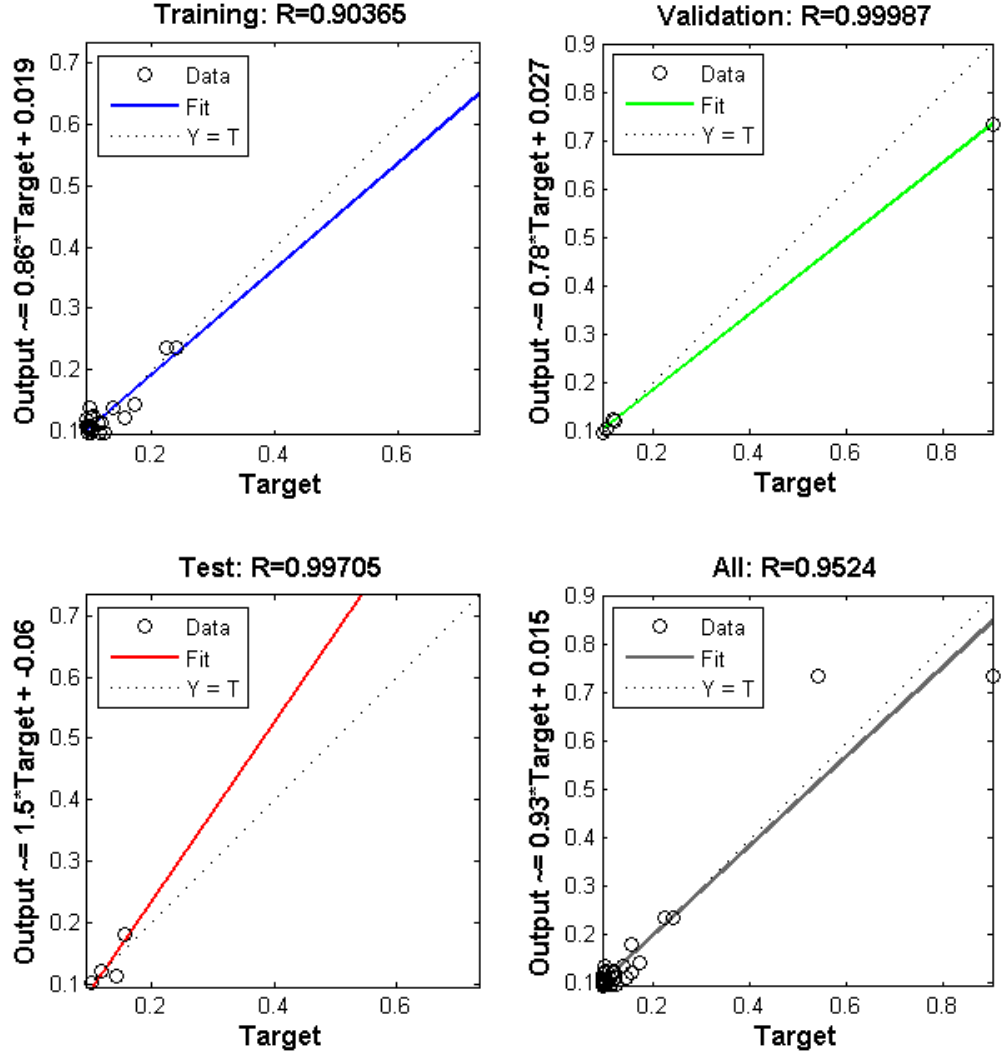 Training: R=0.90365
Output ~= 0.86*Target + 0.019
0.7
0.6
0.5
0.4
0.3
0.2
0.1
Data
Fit
Y = T
0.2
0.4
0.6
Target
Validation: R=0.99987
Output ~= 0.78*Target + 0.027
0.9
0.8
0.7
0.6
0.5
0.4
0.3
0.2
0.1
Data
Fit
Y = T
0.2
0.4
0.6
0.8
Target
Test: R=0.99705
Output ~= 1.5*Target + -0.06
0.7
0.6
0.5
0.4
0.3
0.2
0.1
Data
Fit
Y = T
0.2
0.4
0.6
Target
All: R=0.9524
Output ~= 0.93*Target + 0.015
0.9
0.8
0.7
0.6
0.5
0.4
0.3
0.2
0.1
Data
Fit
Y = T
0.2
0.4
0.6
0.8
Target